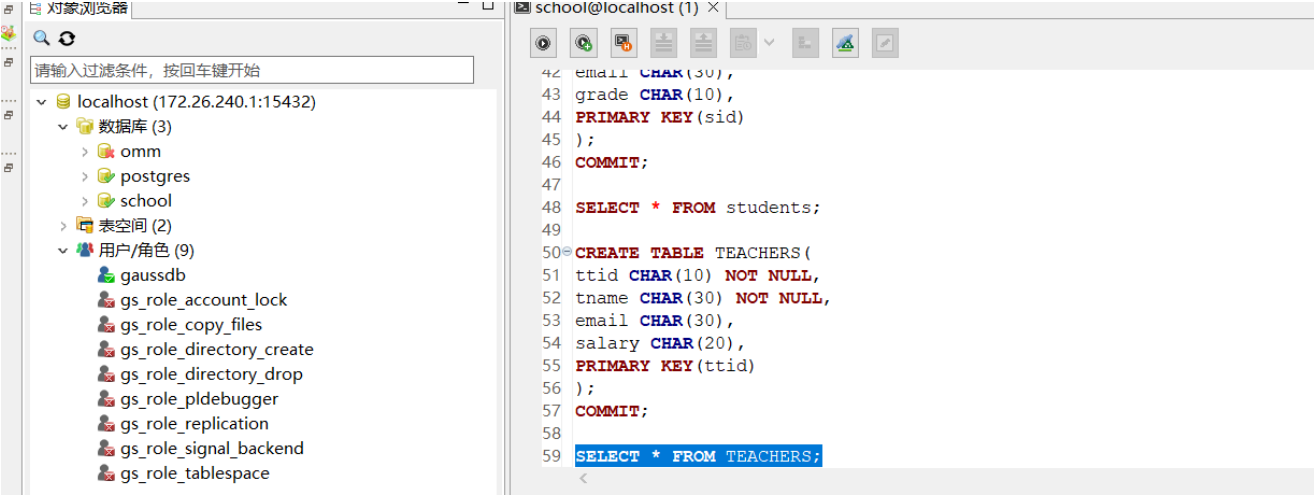 对象浏览器
请输入过滤条件，按回车键开始
localhost (172.26.240.1:15432)
数据库 (3)
omm
postgres
school
表空间 (2)
用户/角色 (9)
gaussdb
gs_role_account_lock
gs_role_copy_files
gs_role_directory_create
gs_role_directory_drop
gs_role_pldebugger
gs_role_replication
gs_role_signal_backend
gs_role_tablespace
school@localhost (1)
42 email CHAR(30),
43 grade CHAR(10),
44 PRIMARY KEY(sid)
45 );
46 COMMIT;
47
48 SELECT * FROM students;
49
50 CREATE TABLE TEACHERS(
51 ttid CHAR(10) NOT NULL,
52 tname CHAR(30) NOT NULL,
53 email CHAR(30),
54 salary CHAR(20),
55 PRIMARY KEY(ttid)
56 );
57 COMMIT;
58
59 SELECT * FROM TEACHERS;